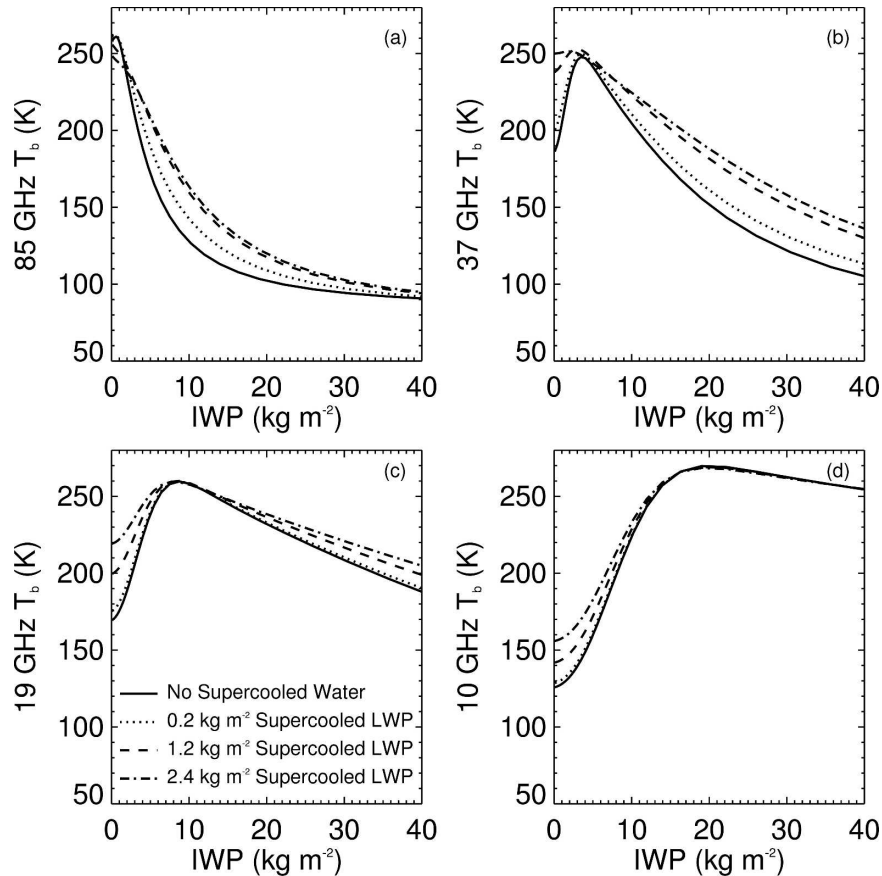 (a)
250
200
150
100
50
85 GHz T_b (K)
0 10 20 30 40
IWP (kg m⁻²)
(b)
250
200
150
100
50
37 GHz T_b (K)
0 10 20 30 40
IWP (kg m⁻²)
(c)
250
200
150
100
50
19 GHz T_b (K)
No Supercooled Water
0.2 kg m⁻² Supercooled LWP
1.2 kg m⁻² Supercooled LWP
2.4 kg m⁻² Supercooled LWP
0 10 20 30 40
IWP (kg m⁻²)
(d)
250
200
150
100
50
10 GHz T_b (K)
0 10 20 30 40
IWP (kg m⁻²)